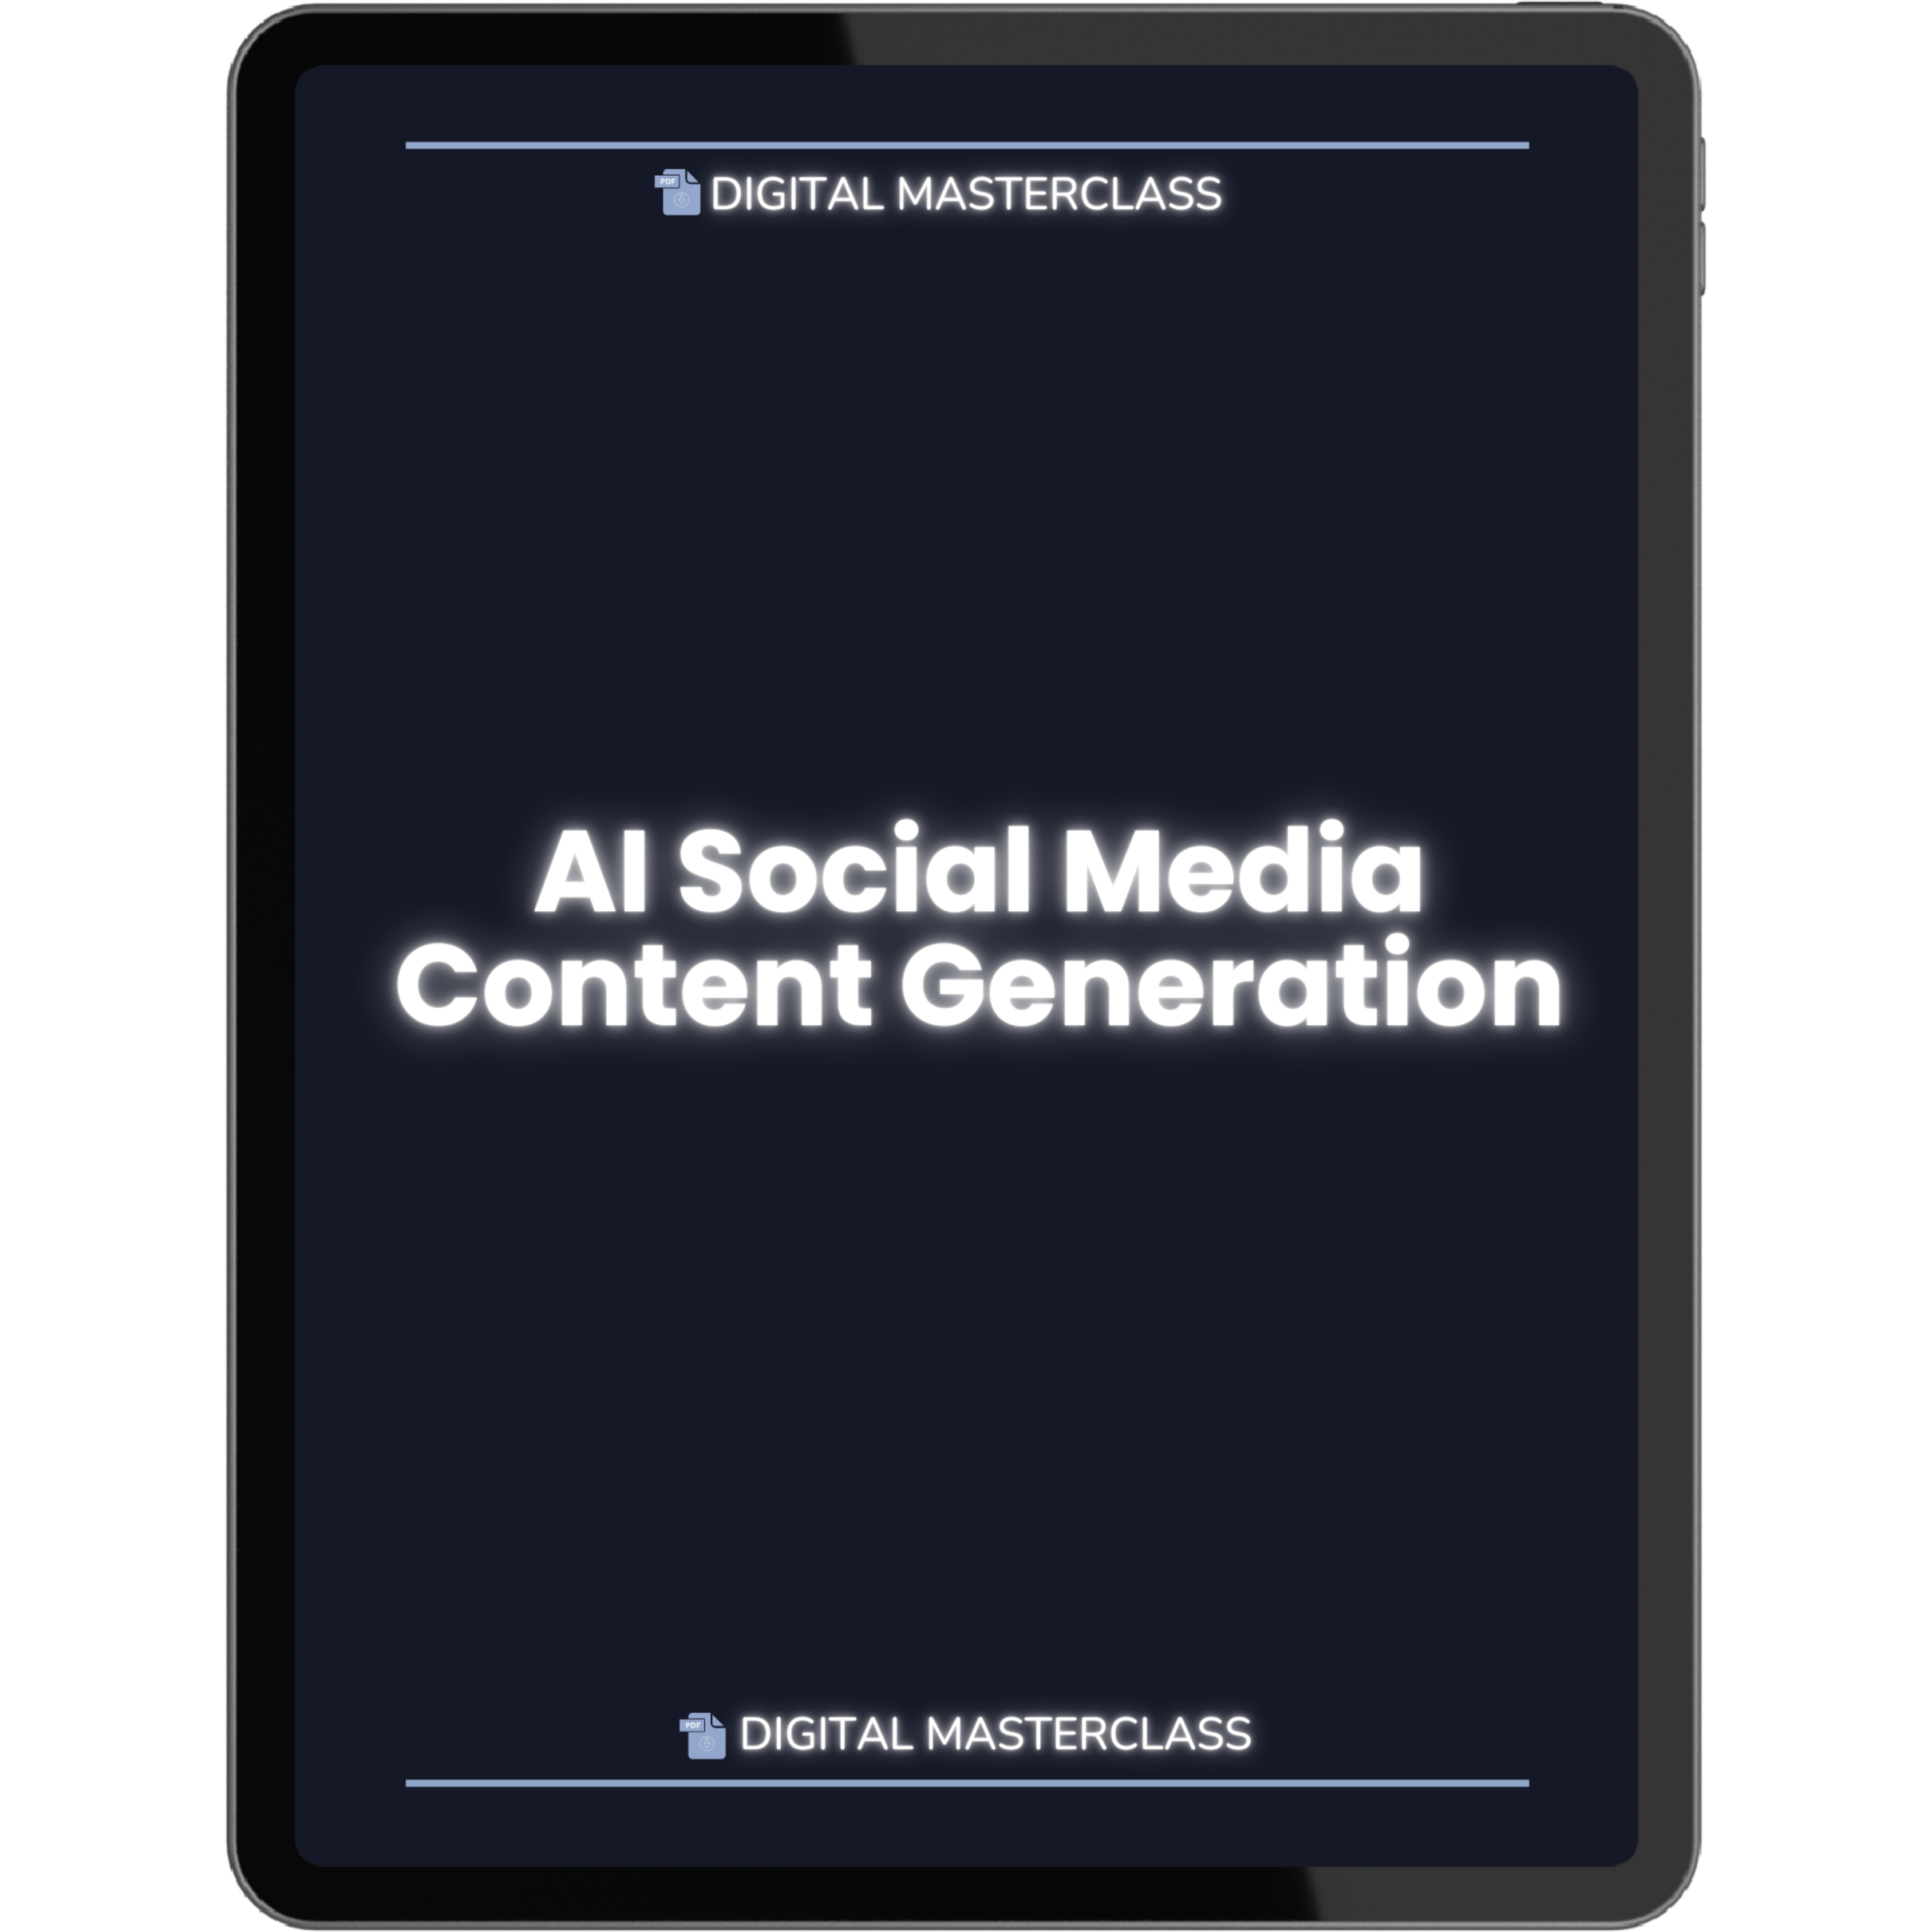 PDF
DIGITAL MASTERCLASS
AI Social Media
Content Generation
PDF
DIGITAL MASTERCLASS